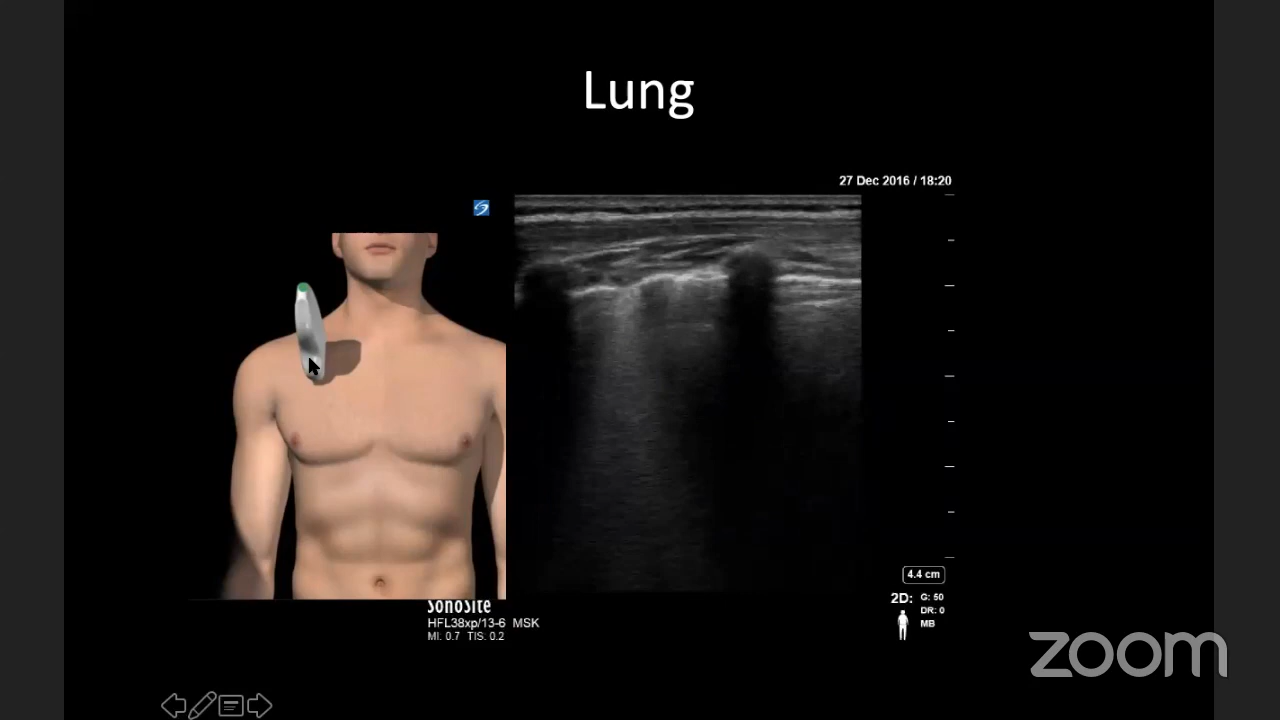 Lung
27 Dec 2016 / 18:20
4.4 cm
SonoSite
HFL38xp/13-6 MSK
MI: 0.7 TIS: 0.2
2D: G: 50
DR: 0
MB
zoom